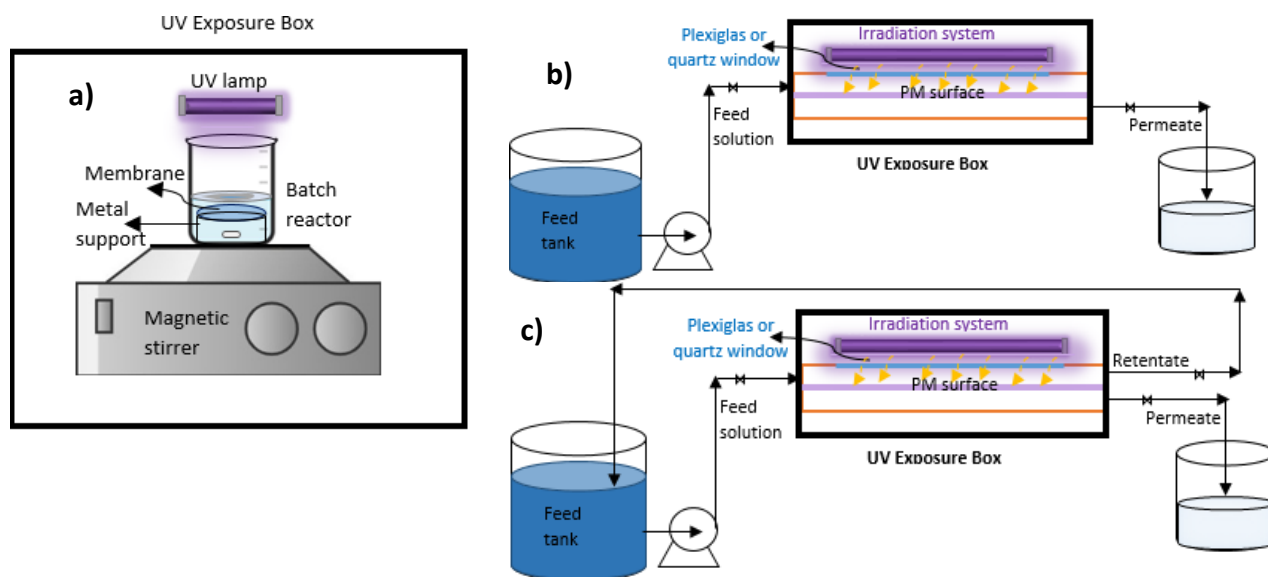 UV Exposure Box
a)
UV lamp
Membrane
Metal
support
Batch
reactor
Magnetic
stirrer
b)
Plexiglas or
quartz window
Irradiation system
PM surface
Feed
solution
Permeate
UV Exposure Box
Feed
tank
c)
Plexiglas or
quartz window
Irradiation system
PM surface
Retentate
Feed
solution
Permeate
UV Exposure Box
Feed
tank